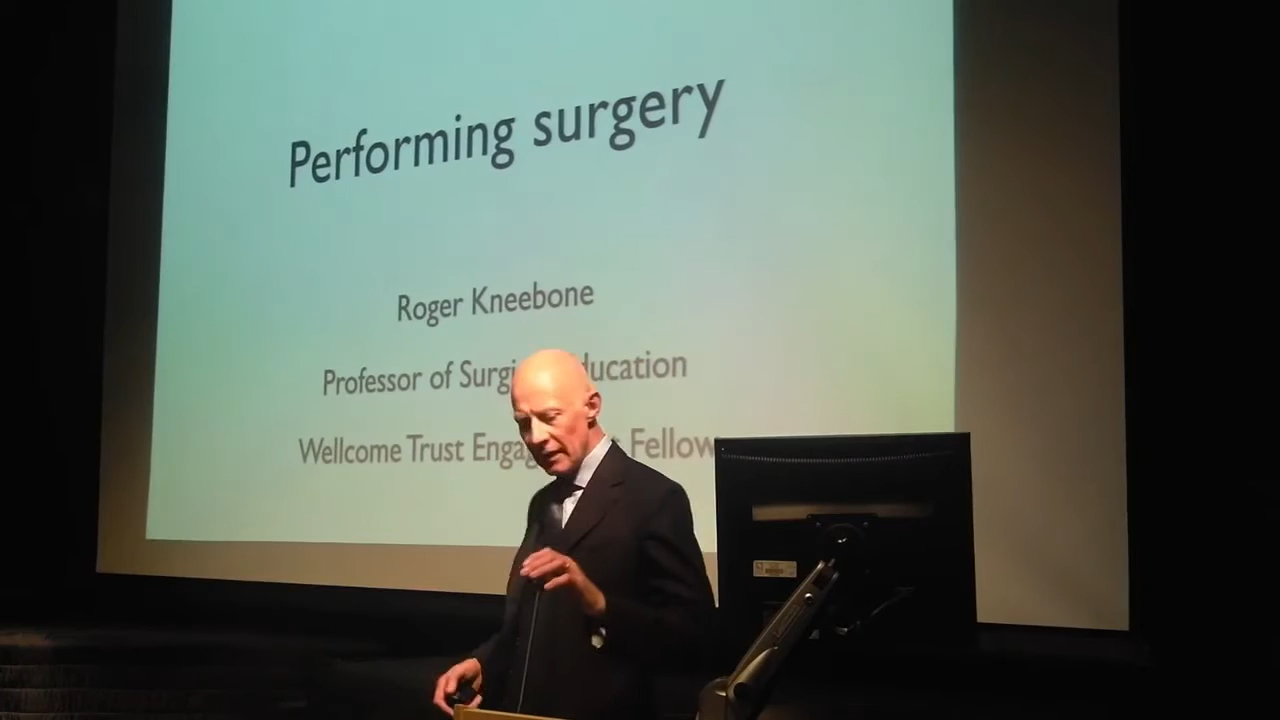 Performing surgery
Roger Kneebone
Professor of Surgi ducation
Wellcome Trust Engag t Fellow